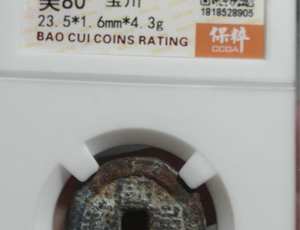 美80 宝川
1818528905
23.5*1.6mm*4.3g
BAO CUI COINS RATING
保粹
CCGA